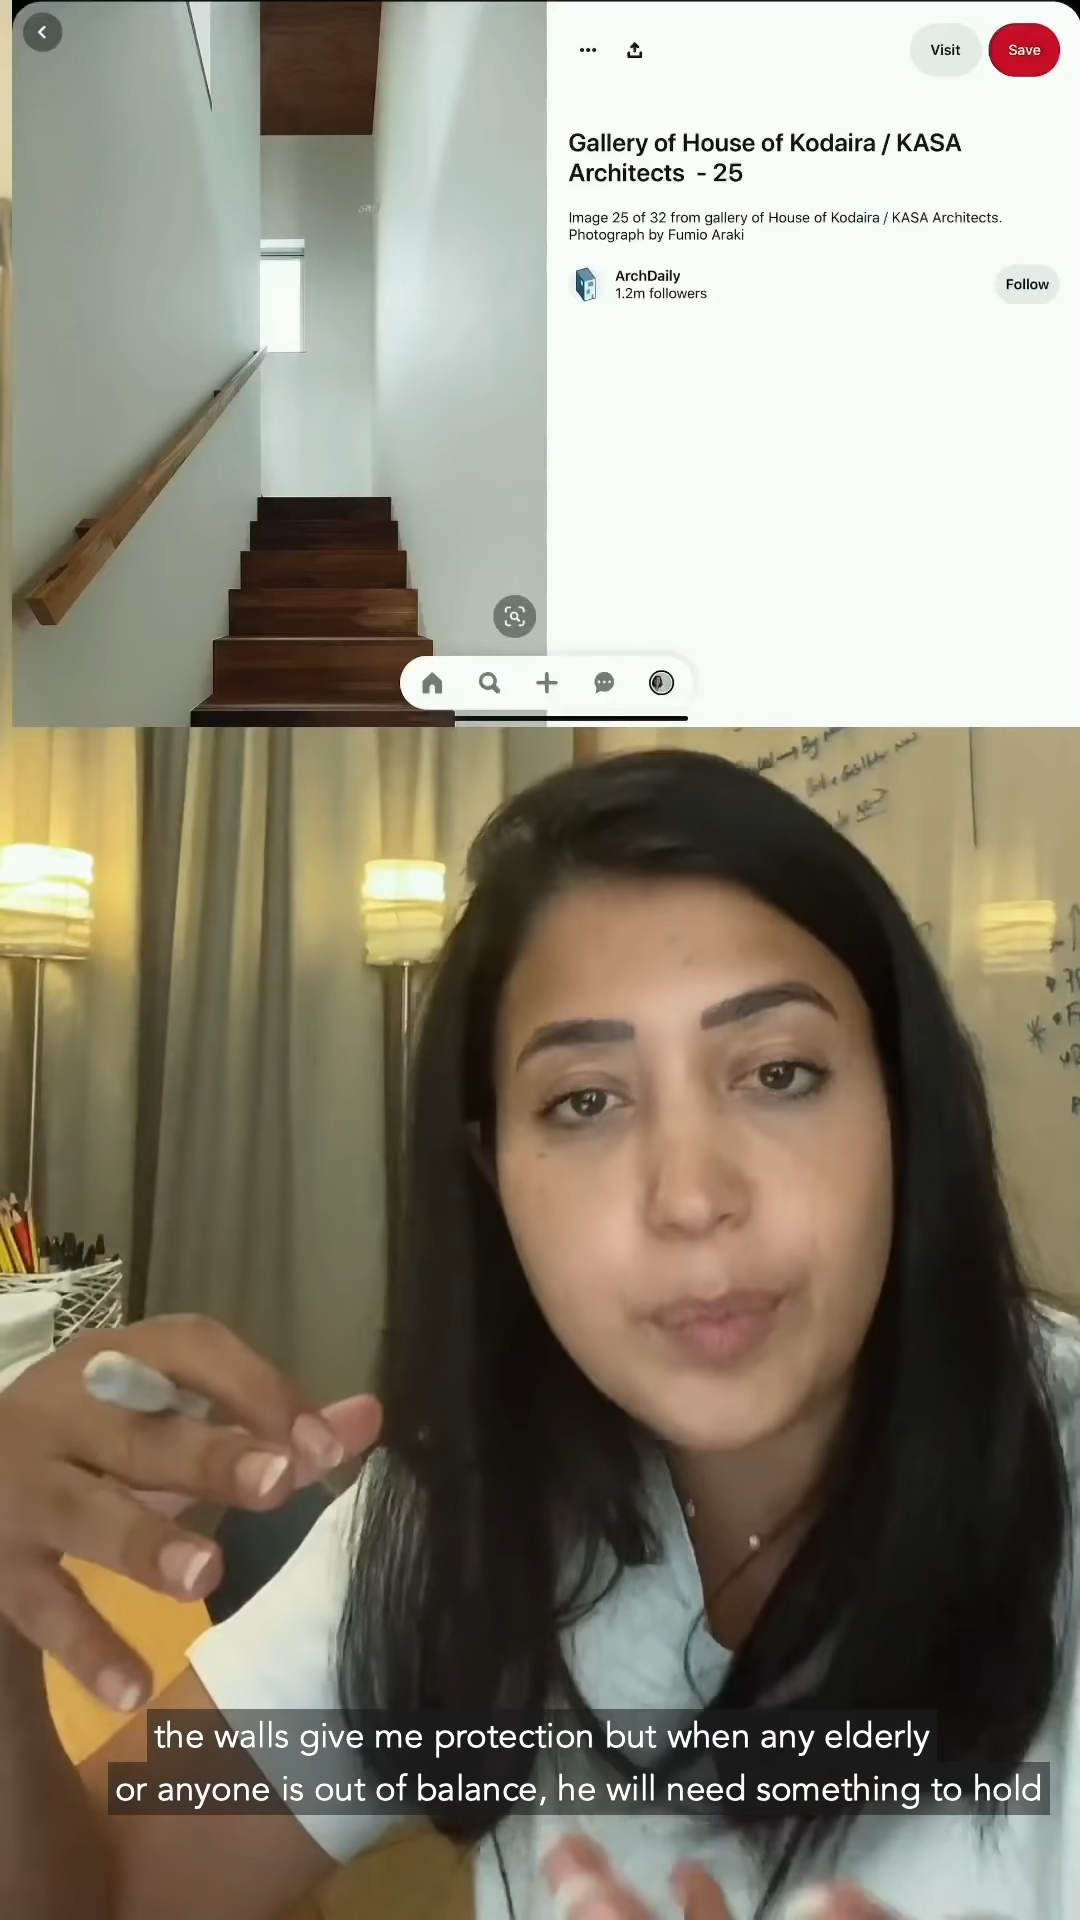 Visit
Save
Gallery of House of Kodaira / KASA
Architects - 25
Image 25 of 32 from gallery of House of Kodaira / KASA Architects.
Photograph by Fumio Araki
ArchDaily
1.2m followers
Follow
the walls give me protection but when any elderly
or anyone is out of balance, he will need something to hold